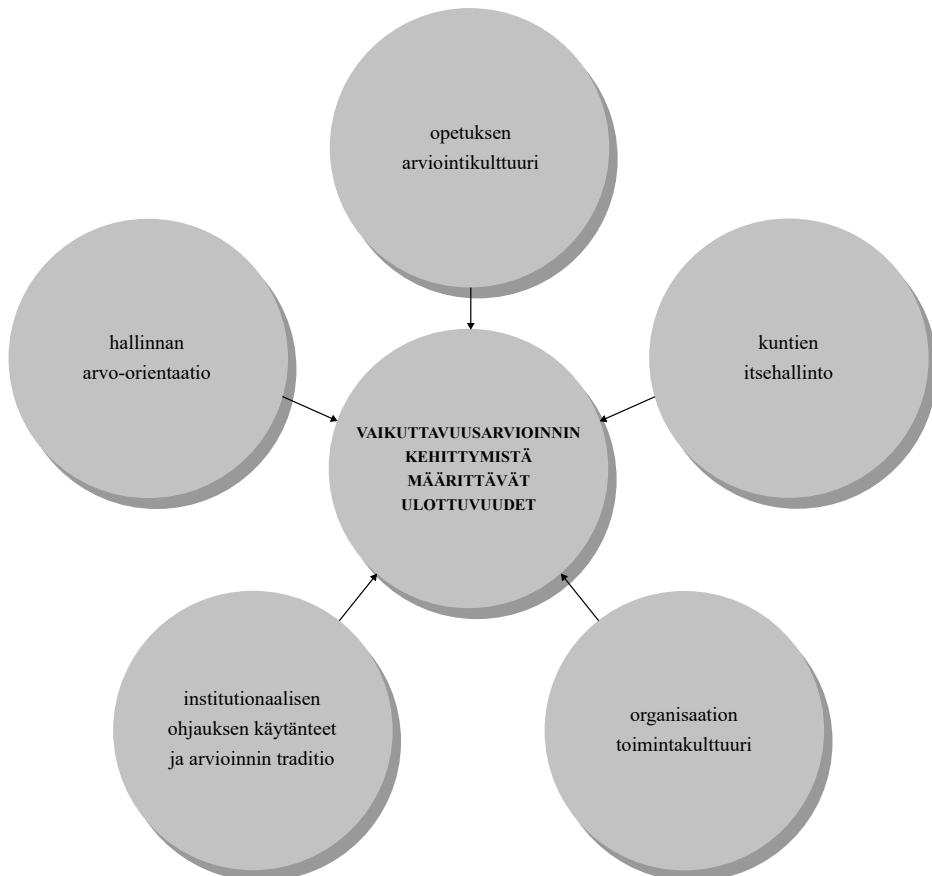 opetuksen
arviointikulttuuri
hallinnan
arvo-orientaatio
kuntien
itsehallinto
VAIKUTTAVUUSARVIOINNIN
KEHITTYMISTÄ
MÄÄRITTÄVÄT
ULOTTUVUUDET
institutionaalisen
ohjauksen käytänteet
ja arvioinnin traditio
organisaation
toimintakulttuuri